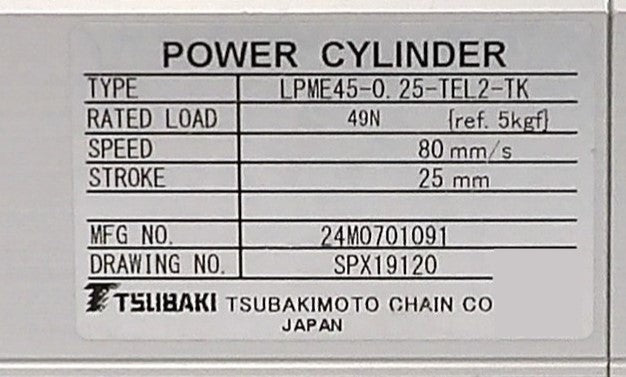 POWER CYLINDER
TYPE LPME45-0.25-TEL2-TK
RATED LOAD 49N {ref. 5kgf}
SPEED 80 mm/s
STROKE 25 mm
MFG NO. 24M0701091
DRAWING NO. SPX19120
TSUBAKI TSUBAKIMOTO CHAIN CO
JAPAN